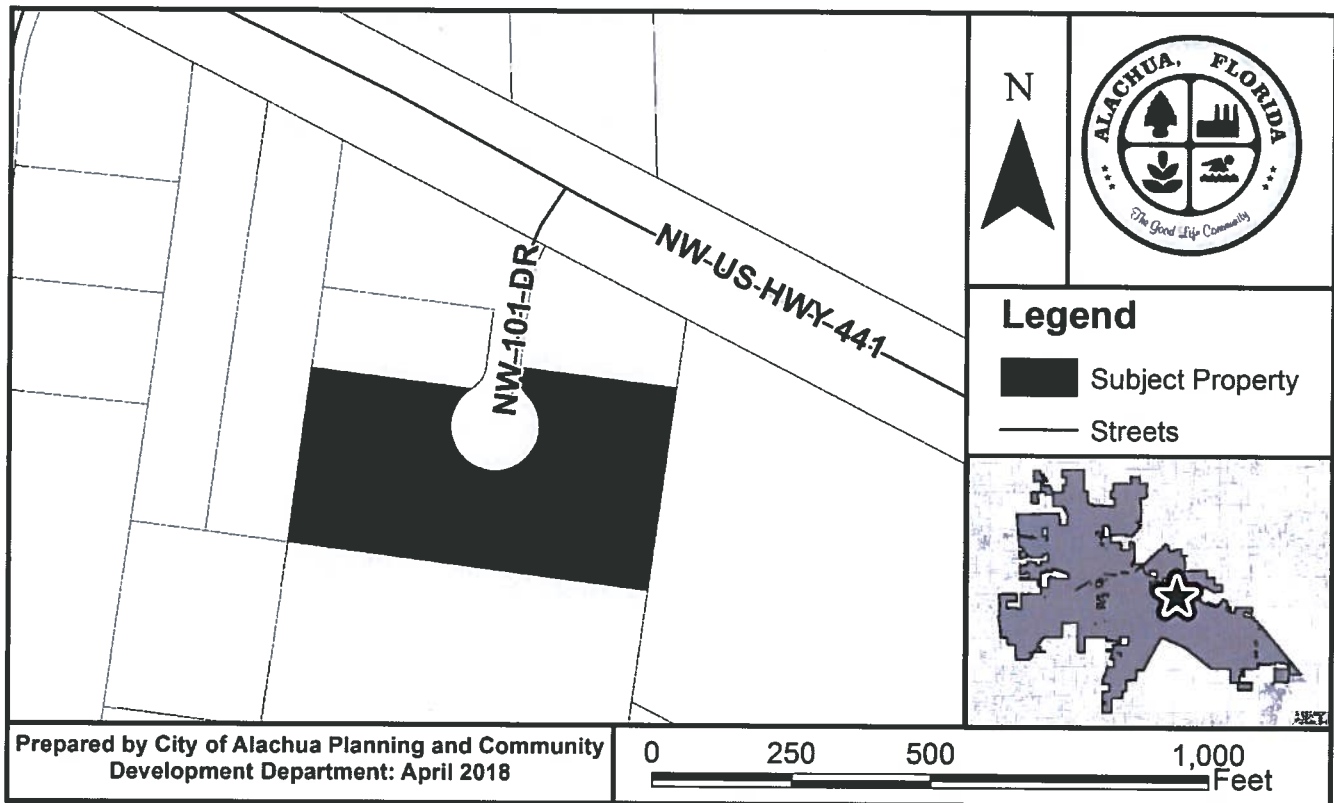 NW-US-HWY-441
NW-101-DR
N
ALACHUA, FLORIDA
The Good Life Community
Legend
Subject Property
Streets
Prepared by City of Alachua Planning and Community
Development Department: April 2018
0 250 500 1,000
Feet